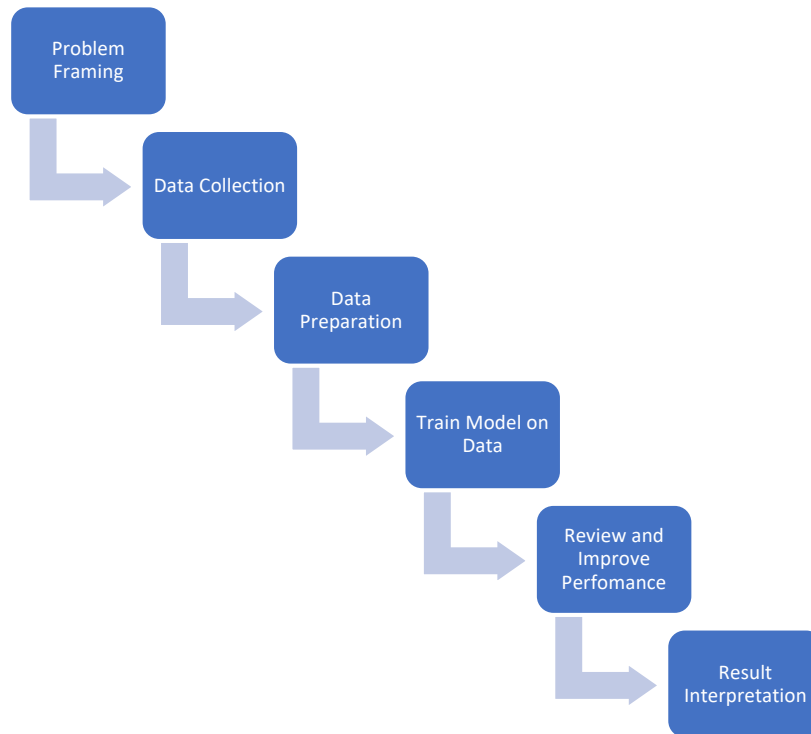 Problem
Framing
Data Collection
Data
Preparation
Train Model on
Data
Review and
Improve
Perfomance
Result
Interpretation